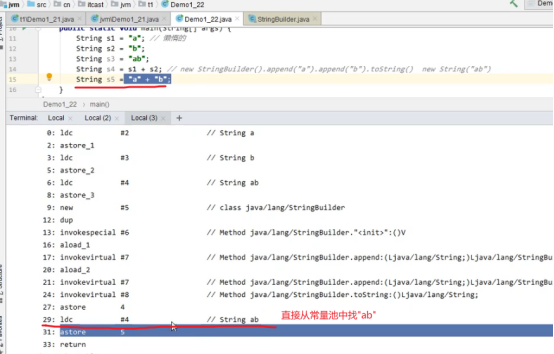 jvm src cn itcast jvm t1 Demo1_22
t1\Demo1_21.java jvm\Demo1_21.java Demo1_22.java StringBuilder.java
public static void main(String[] args) {
11 String s1 = "a"; // 懒惰的
12 String s2 = "b";
13 String s3 = "ab";
14 String s4 = s1 + s2; // new StringBuilder().append("a").append("b").toString() new String("ab")
15 String s5 = "a" + "b";
16 }
Demo1_22 › main()
Terminal: Local × Local (2) × Local (3) × +
0: ldc #2 // String a
2: astore_1
3: ldc #3 // String b
5: astore_2
6: ldc #4 // String ab
8: astore_3
9: new #5 // class java/lang/StringBuilder
12: dup
13: invokespecial #6 // Method java/lang/StringBuilder."<init>":()V
16: aload_1
17: invokevirtual #7 // Method java/lang/StringBuilder.append:(Ljava/lang/String;)Ljava/lang/StringBuilder;
20: aload_2
21: invokevirtual #7 // Method java/lang/StringBuilder.append:(Ljava/lang/String;)Ljava/lang/StringBuilder;
24: invokevirtual #8 // Method java/lang/StringBuilder.toString:()Ljava/lang/String;
27: astore 4
29: ldc #4 // String ab 直接从常量池中找"ab"
31: astore 5
33: return